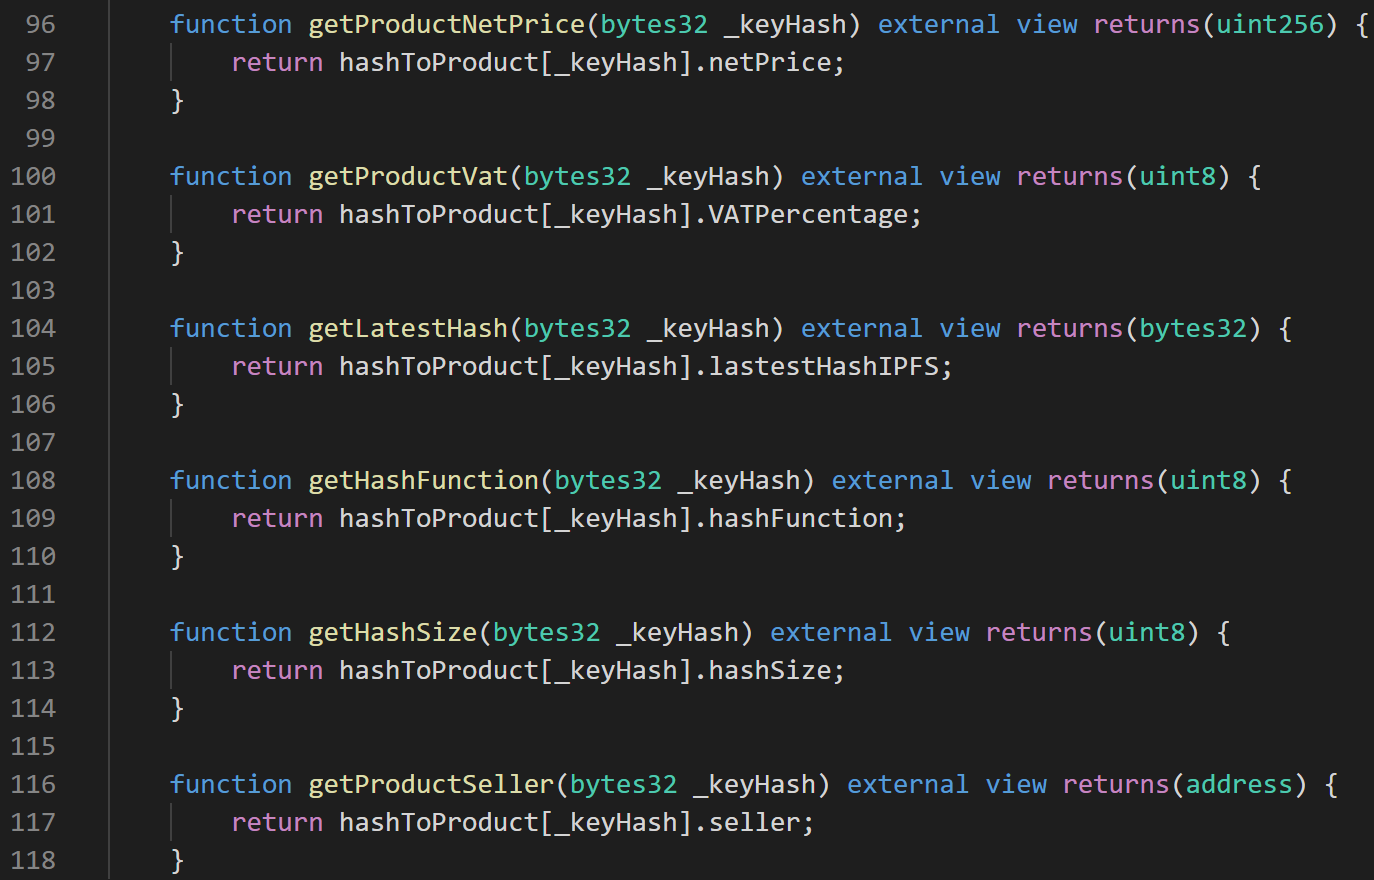 96 function getProductNetPrice(bytes32 _keyHash) external view returns(uint256) {
97 return hashToProduct[_keyHash].netPrice;
98 }
99
100 function getProductVat(bytes32 _keyHash) external view returns(uint8) {
101 return hashToProduct[_keyHash].VATPercentage;
102 }
103
104 function getLatestHash(bytes32 _keyHash) external view returns(bytes32) {
105 return hashToProduct[_keyHash].lastestHashIPFS;
106 }
107
108 function getHashFunction(bytes32 _keyHash) external view returns(uint8) {
109 return hashToProduct[_keyHash].hashFunction;
110 }
111
112 function getHashSize(bytes32 _keyHash) external view returns(uint8) {
113 return hashToProduct[_keyHash].hashSize;
114 }
115
116 function getProductSeller(bytes32 _keyHash) external view returns(address) {
117 return hashToProduct[_keyHash].seller;
118 }